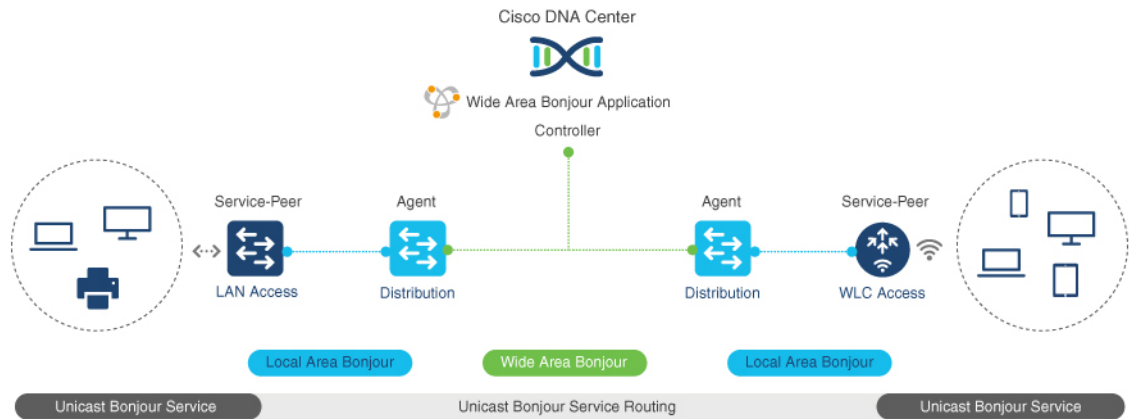 Cisco DNA Center
Wide Area Bonjour Application
Controller
Service-Peer
Agent
Agent
Service-Peer
LAN Access
Distribution
Distribution
WLC Access
Local Area Bonjour
Wide Area Bonjour
Local Area Bonjour
Unicast Bonjour Service
Unicast Bonjour Service Routing
Unicast Bonjour Service